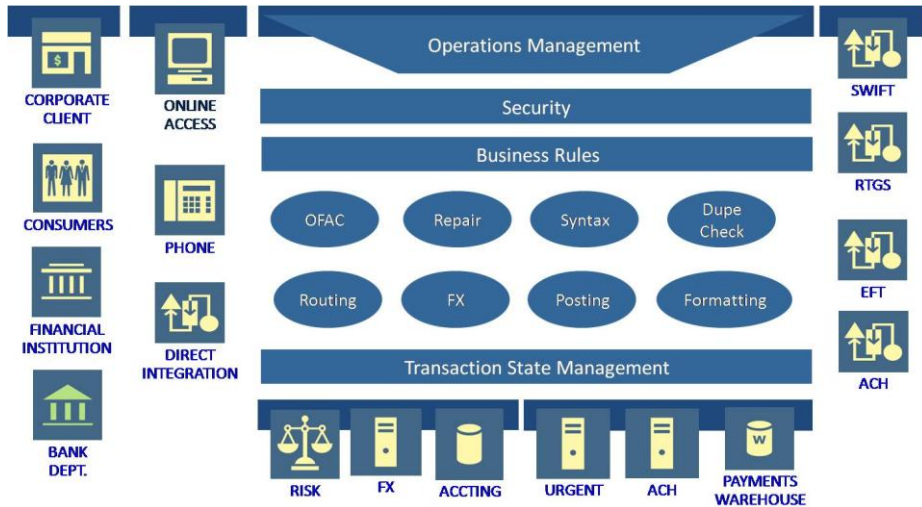 CORPORATE
CLIENT
CONSUMERS
FINANCIAL
INSTITUTION
BANK
DEPT.
ONLINE
ACCESS
PHONE
DIRECT
INTEGRATION
Operations Management
Security
Business Rules
OFAC
Repair
Syntax
Dupe
Check
Routing
FX
Posting
Formatting
Transaction State Management
$
W
RISK
FX
ACCTING
URGENT
ACH
PAYMENTS
WAREHOUSE
SWIFT
RTGS
EFT
ACH